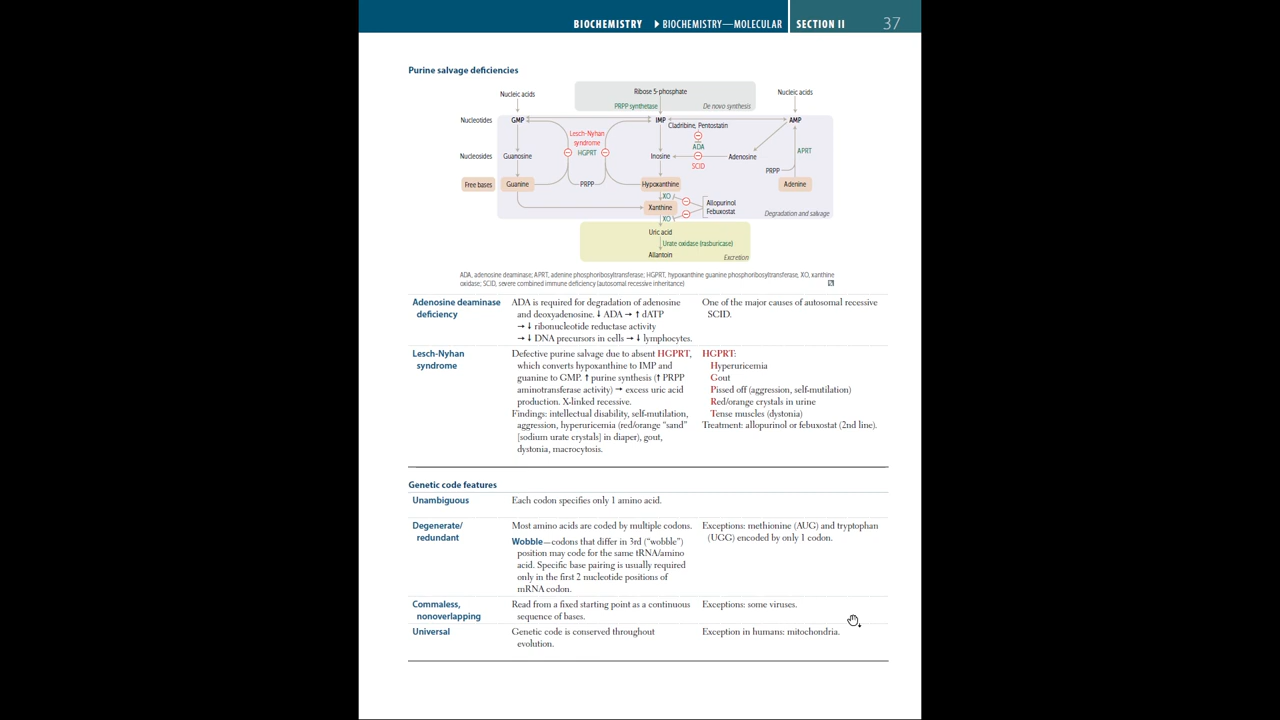 BIOCHEMISTRY ▶ BIOCHEMISTRY—MOLECULAR SECTION II 37
Purine salvage deficiencies
Ribose 5-phosphate
Nucleic acids
Nucleic acids
PRPP synthetase
De novo synthesis
Nucleotides
GMP
IMP
AMP
Cladribine, Pentostatin
Lesch-Nyhan
syndrome
HGPRT
ADA
APRT
Nucleosides
Guanosine
Inosine
Adenosine
SCID
PRPP
Free bases
Guanine
PRPP
Hypoxanthine
Adenine
XO
Allopurinol
Febuxostat
Xanthine
Degradation and salvage
XO
Uric acid
Urate oxidase (rasburicase)
Allantoin
Excretion
ADA, adenosine deaminase; APRT, adenine phosphoribosyltransferase; HGPRT, hypoxanthine guanine phosphoribosyltransferase, XO, xanthine
oxidase; SCID, severe combined immune deficiency (autosomal recessive inheritance)
Adenosine deaminase
deficiency
ADA is required for degradation of adenosine
and deoxyadenosine. ↓ ADA → ↑ dATP
→ ↓ ribonucleotide reductase activity
→ ↓ DNA precursors in cells → ↓ lymphocytes.
One of the major causes of autosomal recessive
SCID.
Lesch-Nyhan
syndrome
Defective purine salvage due to absent HGPRT,
which converts hypoxanthine to IMP and
guanine to GMP. ↑ purine synthesis (↑ PRPP
aminotransferase activity) → excess uric acid
production. X-linked recessive.
Findings: intellectual disability, self-mutilation,
aggression, hyperuricemia (red/orange “sand”
[sodium urate crystals] in diaper), gout,
dystonia, macrocytosis.
HGPRT:
Hyperuricemia
Gout
Pissed off (aggression, self-mutilation)
Red/orange crystals in urine
Tense muscles (dystonia)
Treatment: allopurinol or febuxostat (2nd line).
Genetic code features
Unambiguous
Each codon specifies only 1 amino acid.
Degenerate/
redundant
Most amino acids are coded by multiple codons.
Wobble—codons that differ in 3rd (“wobble”)
position may code for the same tRNA/amino
acid. Specific base pairing is usually required
only in the first 2 nucleotide positions of
mRNA codon.
Exceptions: methionine (AUG) and tryptophan
(UGG) encoded by only 1 codon.
Commaless,
nonoverlapping
Read from a fixed starting point as a continuous
sequence of bases.
Exceptions: some viruses.
Universal
Genetic code is conserved throughout
evolution.
Exception in humans: mitochondria.